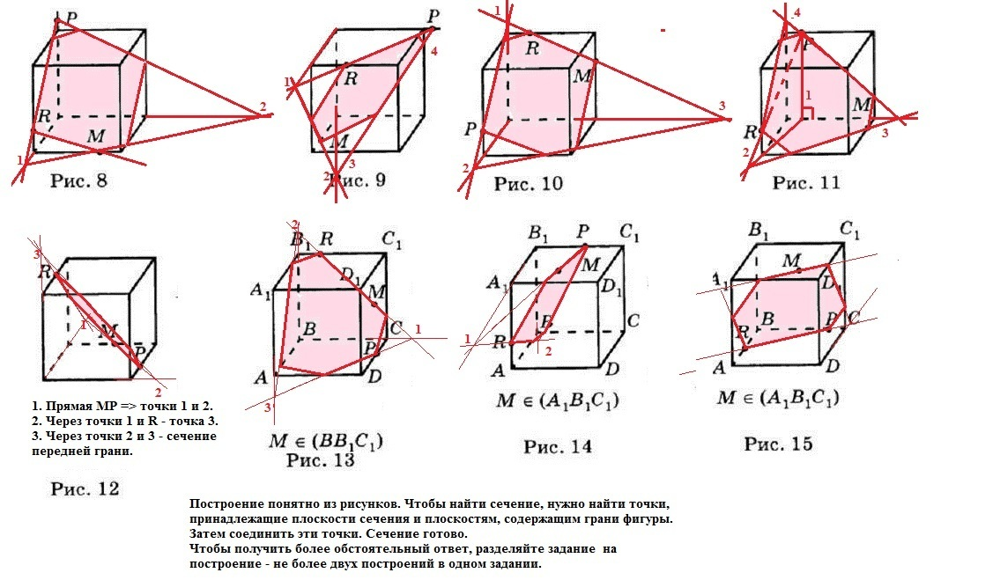 P
R
M
1
2
Рис. 8
P
R
M
1
2
3
4
Рис. 9
1
R
M
P
2
3
Рис. 10
4
P
1
M
R
2
3
Рис. 11
3
R
1
M
P
2
1. Прямая MP => точки 1 и 2.
2. Через точки 1 и R - точка 3.
3. Через точки 2 и 3 - сечение
передней грани.
Рис. 12
2
B₁ R C₁
A₁ D₁ M
B C 1
P
A D
3
M ∈ (BB₁C₁)
Рис. 13
B₁ P C₁
M
A₁ D₁
B C
1 R 2
A D
M ∈ (A₁B₁C₁)
Рис. 14
B₁ C₁
M
A₁ D₁
B P C
R
A D
M ∈ (A₁B₁C₁)
Рис. 15
Построение понятно из рисунков. Чтобы найти сечение, нужно найти точки,
принадлежащие плоскости сечения и плоскостям, содержащим грани фигуры.
Затем соединить эти точки. Сечение готово.
Чтобы получить более обстоятельный ответ, разделяйте задание на
построение - не более двух построений в одном задании.